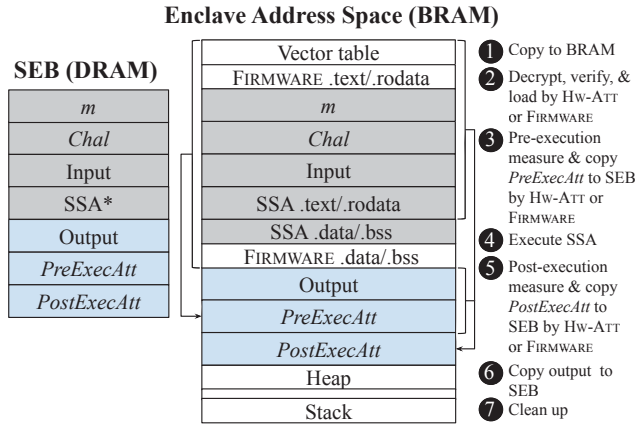 Enclave Address Space (BRAM)
SEB (DRAM)
m
Chal
Input
SSA*
Output
PreExecAtt
PostExecAtt
Vector table
FIRMWARE .text/.rodata
m
Chal
Input
SSA .text/.rodata
SSA .data/.bss
FIRMWARE .data/.bss
Output
PreExecAtt
PostExecAtt
Heap
Stack
1 Copy to BRAM
2 Decrypt, verify, &
load by HW-ATT
or FIRMWARE
3 Pre-execution
measure & copy
PreExecAtt to SEB
by HW-ATT or
FIRMWARE
4 Execute SSA
5 Post-execution
measure & copy
PostExecAtt to
SEB by HW-ATT
or FIRMWARE
6 Copy output to
SEB
7 Clean up